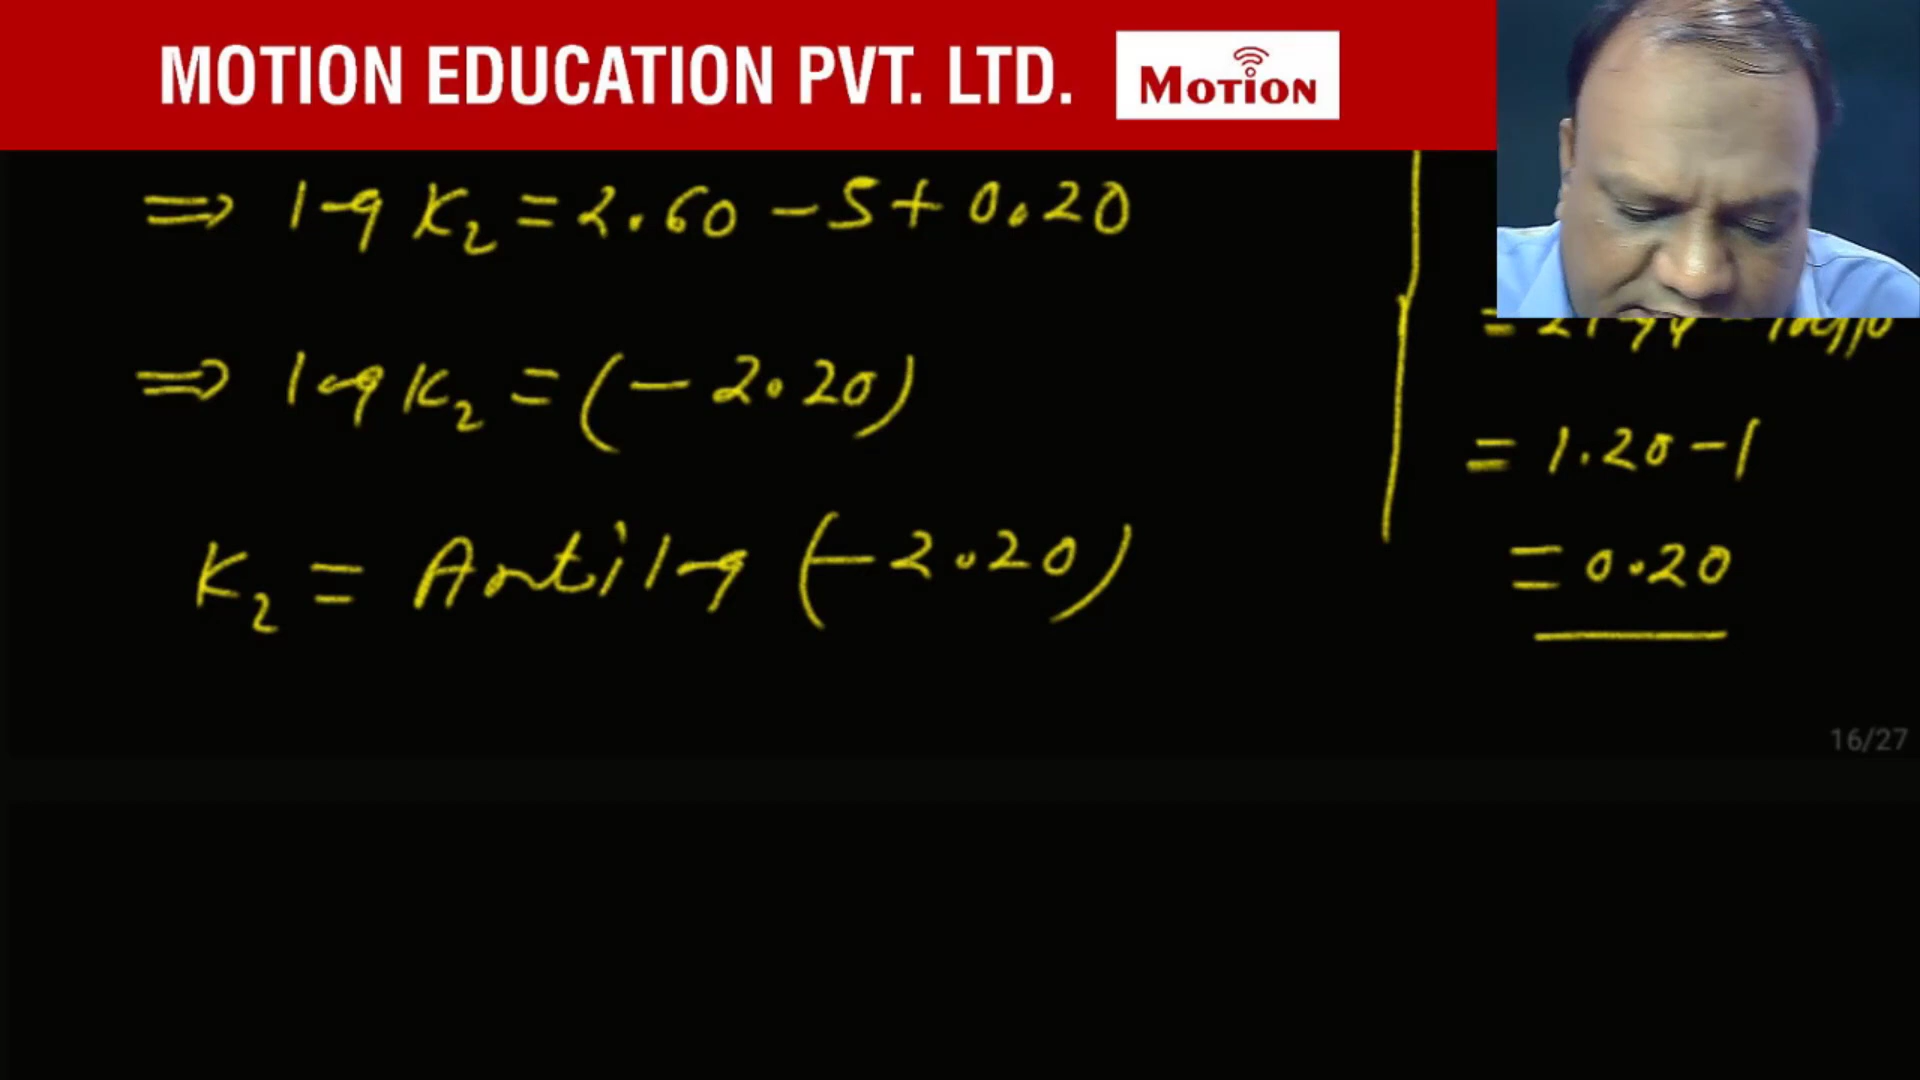 MOTION EDUCATION PVT. LTD.
MOTION
⇒ log K₂ = 2.60 - 5 + 0.20
⇒ log K₂ = (- 2.20)
K₂ = Antilog (- 2.20)
= 1.20 - 1
= 0.20
16/27